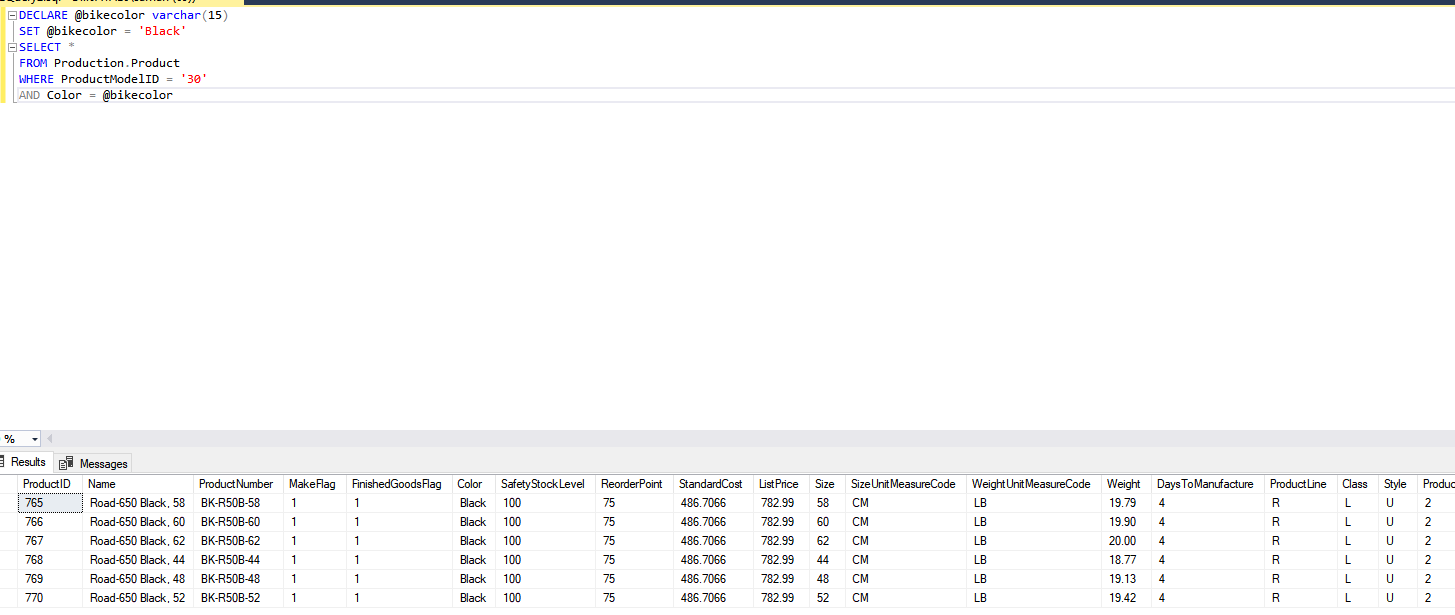 DECLARE @bikecolor varchar(15)
SET @bikecolor = 'Black'
SELECT *
FROM Production.Product
WHERE ProductModelID = '30'
AND Color = @bikecolor
%
Results Messages
ProductID Name ProductNumber MakeFlag FinishedGoodsFlag Color SafetyStockLevel ReorderPoint StandardCost ListPrice Size SizeUnitMeasureCode WeightUnitMeasureCode Weight DaysToManufacture ProductLine Class Style Produc
765 Road-650 Black, 58 BK-R50B-58 1 1 Black 100 75 486.7066 782.99 58 CM LB 19.79 4 R L U 2
766 Road-650 Black, 60 BK-R50B-60 1 1 Black 100 75 486.7066 782.99 60 CM LB 19.90 4 R L U 2
767 Road-650 Black, 62 BK-R50B-62 1 1 Black 100 75 486.7066 782.99 62 CM LB 20.00 4 R L U 2
768 Road-650 Black, 44 BK-R50B-44 1 1 Black 100 75 486.7066 782.99 44 CM LB 18.77 4 R L U 2
769 Road-650 Black, 48 BK-R50B-48 1 1 Black 100 75 486.7066 782.99 48 CM LB 19.13 4 R L U 2
770 Road-650 Black, 52 BK-R50B-52 1 1 Black 100 75 486.7066 782.99 52 CM LB 19.42 4 R L U 2